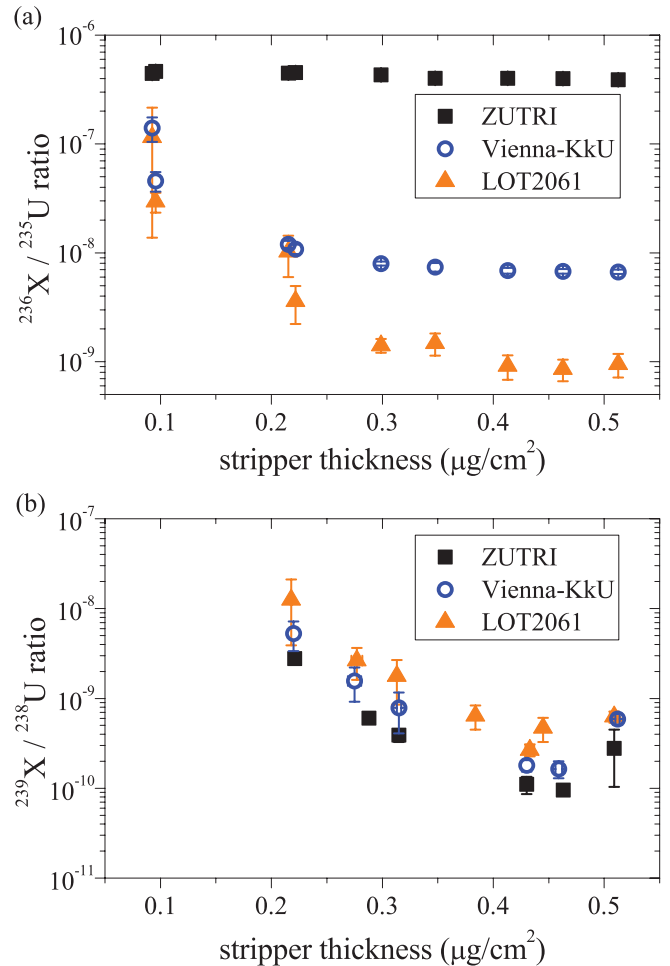 (a)
10⁻⁶
10⁻⁷
10⁻⁸
10⁻⁹
²³⁶X / ²³⁵U ratio
ZUTRI
Vienna-KkU
LOT2061
0.1 0.2 0.3 0.4 0.5
stripper thickness (μg/cm²)
(b)
10⁻⁷
10⁻⁸
10⁻⁹
10⁻¹⁰
10⁻¹¹
²³⁹X / ²³⁸U ratio
ZUTRI
Vienna-KkU
LOT2061
0.1 0.2 0.3 0.4 0.5
stripper thickness (μg/cm²)